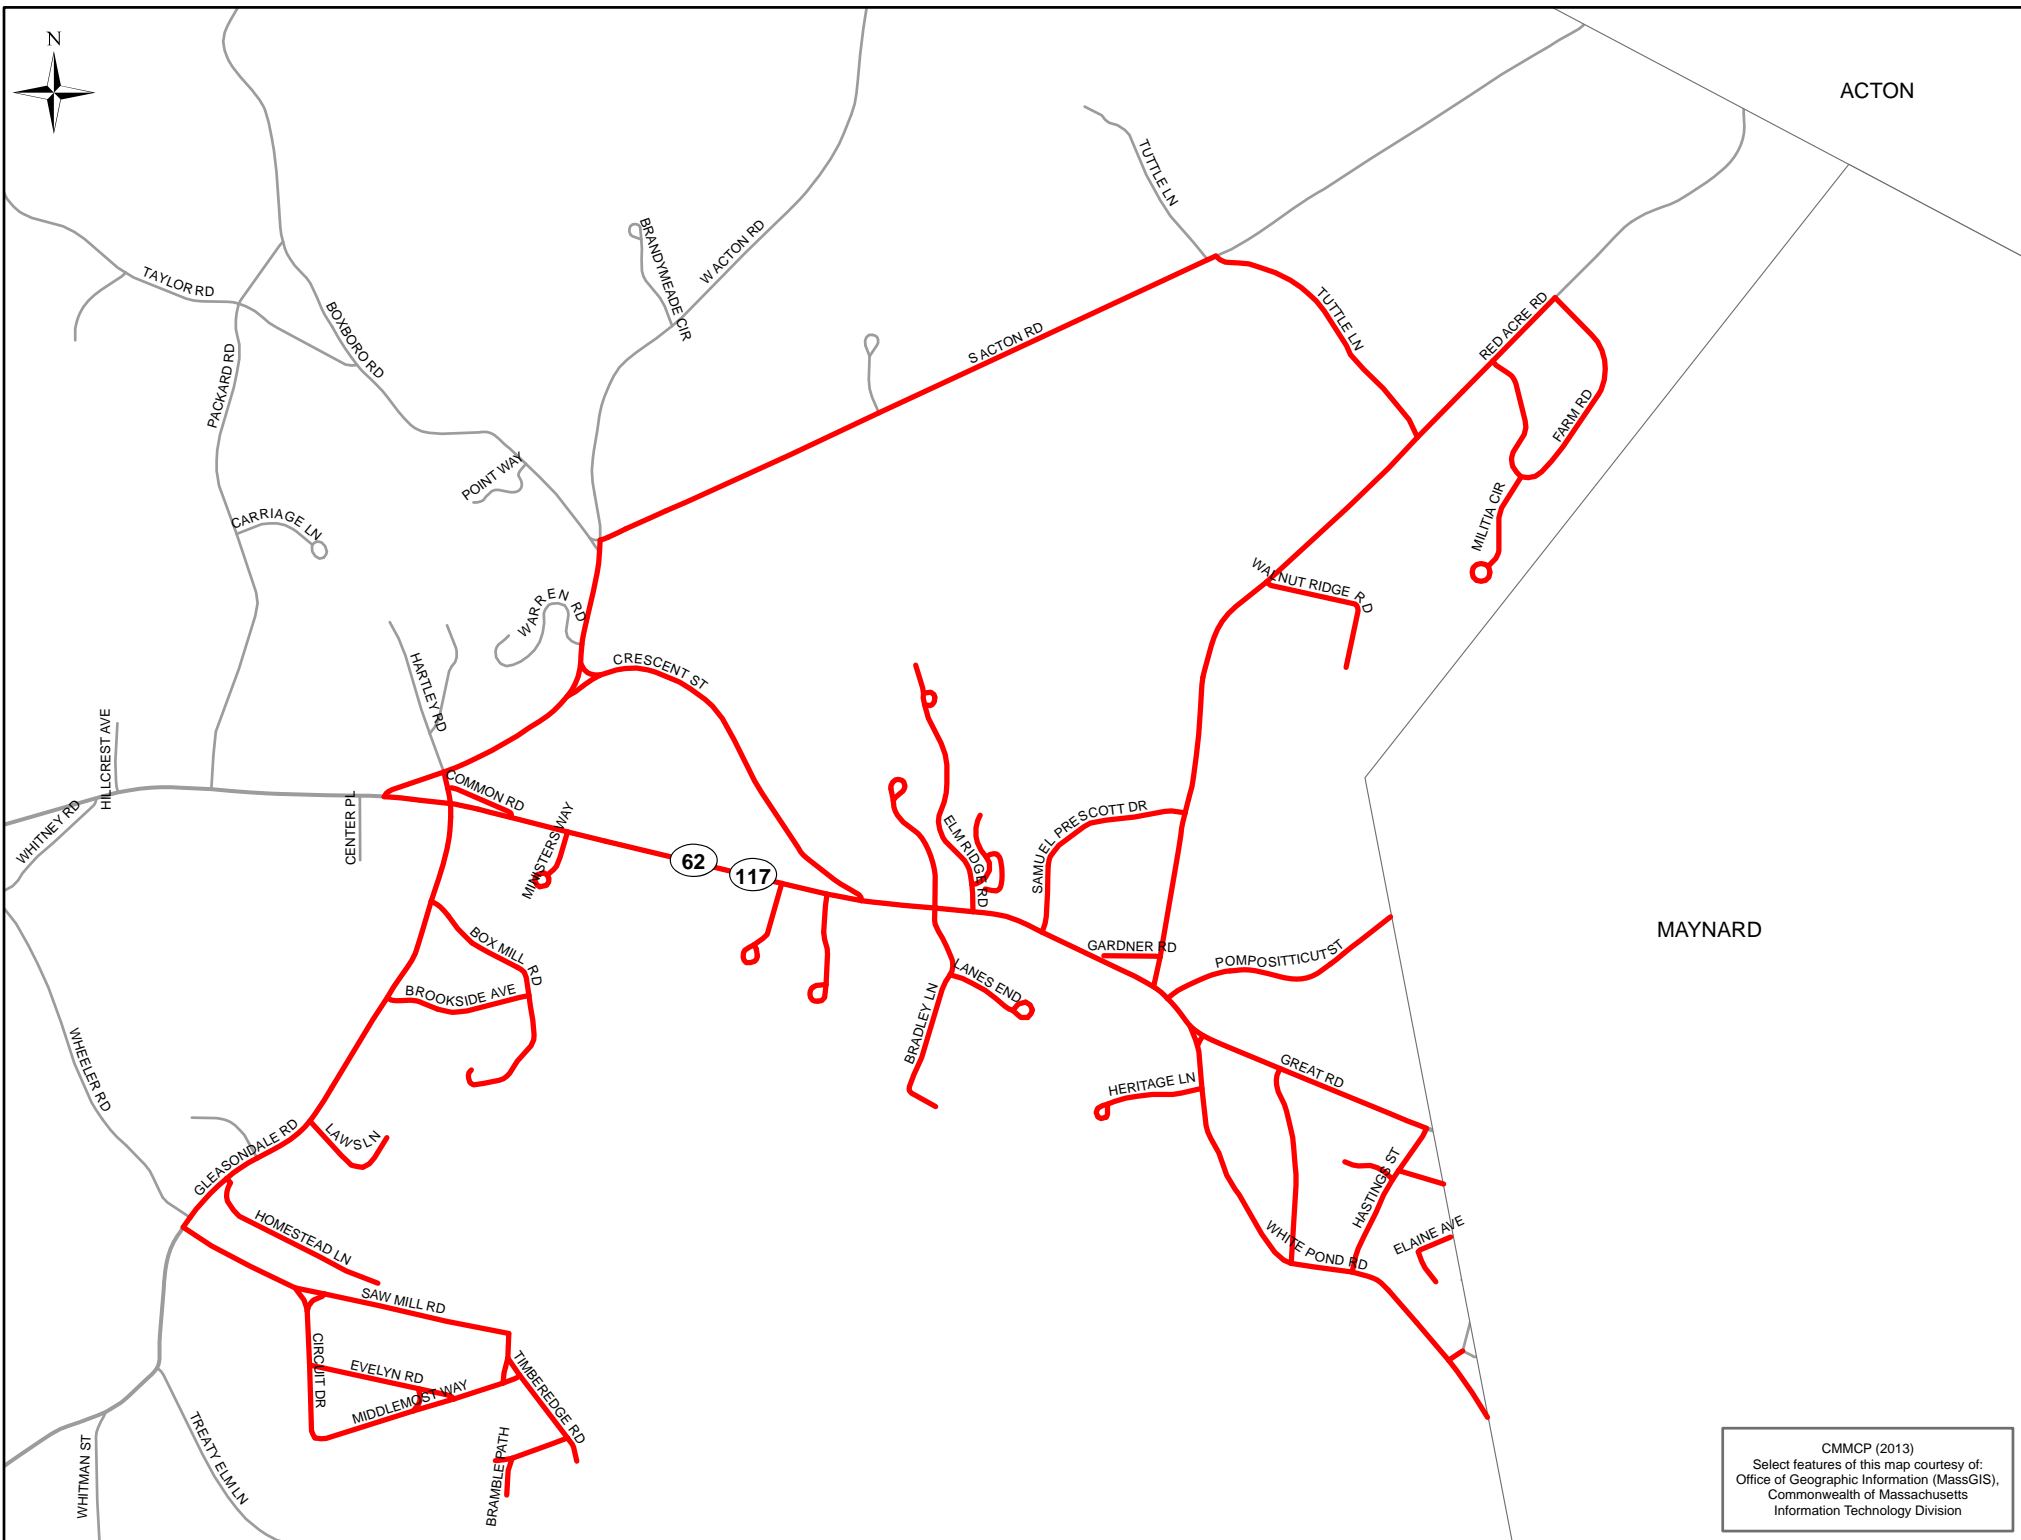 N
ACTON
TUTTLE LN
BRANDYMEADE CIR
W ACTON RD
TAYLOR RD
BOXBORO RD
TUTTLE LN
RED ACRE RD
S ACTON RD
PACKARD RD
FARM RD
POINT WAY
CARRIAGE LN
MILITIA CIR
WALNUT RIDGE RD
WARREN RD
CRESCENT ST
HARTLEY RD
HILLCREST AVE
COMMON RD
WHITNEY RD
CENTER PL
MINISTERS WAY
62
117
ELM RIDGE RD
SAMUEL PRESCOTT DR
MAYNARD
BOX MILL RD
GARDNER RD
POMPOSITTICUT ST
BROOKSIDE AVE
LANES END
BRADLEY LN
WHEELER RD
GREAT RD
HERITAGE LN
LAWS LN
GLEASONDALE RD
HASTINGS ST
HOMESTEAD LN
WHITE POND RD
ELAINE AVE
SAW MILL RD
CIRCUIT DR
EVELYN RD
MIDDLEMOST WAY
TIMBEREDGE RD
TREATY ELM LN
WHITMAN ST
BRAMBLE PATH
CMMCP (2013)
Select features of this map courtesy of:
Office of Geographic Information (MassGIS),
Commonwealth of Massachusetts
Information Technology Division